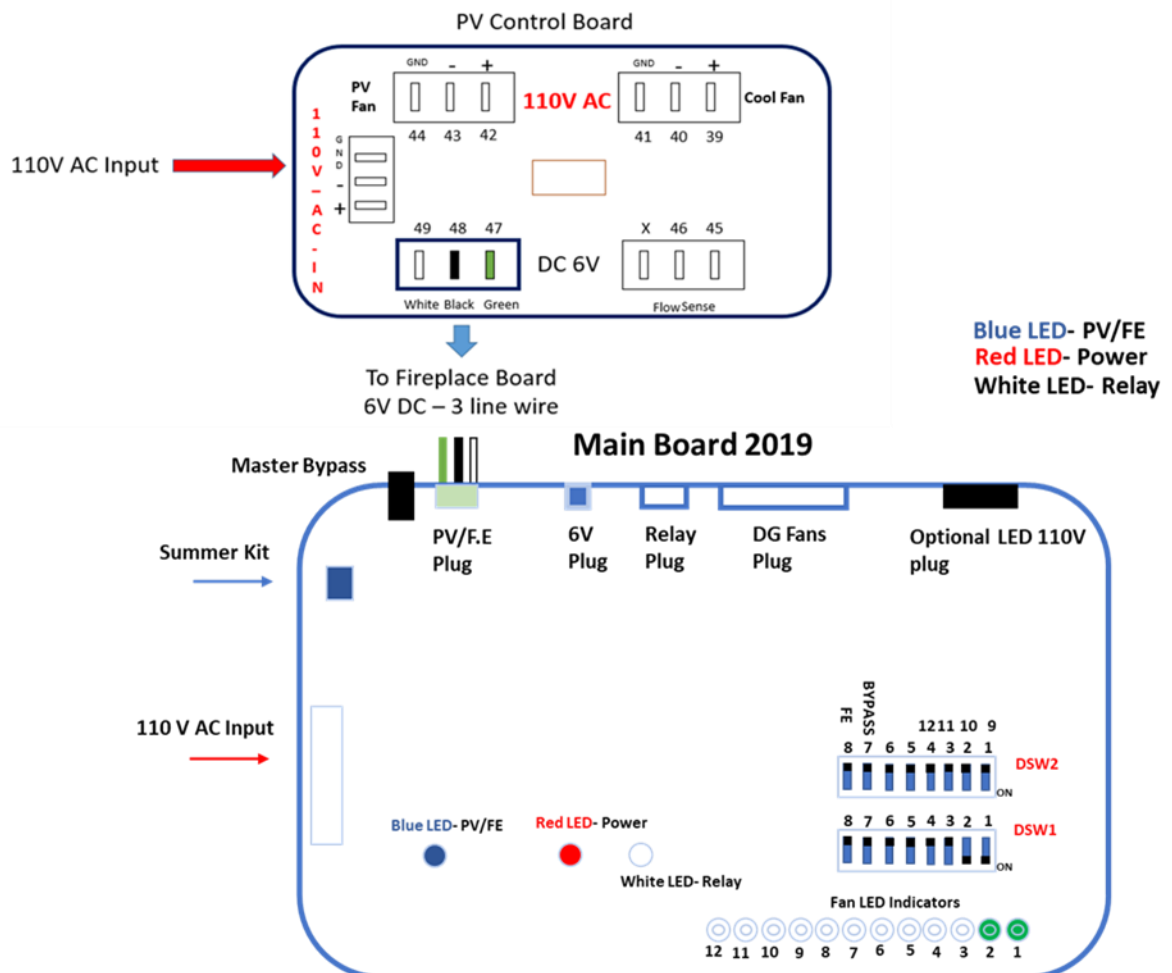 PV Control Board
GND - +
PV
Fan
110V AC
GND - +
Cool Fan
44 43 42
41 40 39
110V–AC-IN
110V AC Input
GND
-
+
49 48 47
DC 6V
X 46 45
White Black Green
FlowSense
To Fireplace Board
6V DC – 3 line wire
Blue LED- PV/FE
Red LED- Power
White LED- Relay
Main Board 2019
Master Bypass
PV/F.E
Plug
6V
Plug
Relay
Plug
DG Fans
Plug
Optional LED 110V
plug
Summer Kit
110 V AC Input
FE
BYPASS
12 11 10 9
8 7 6 5 4 3 2 1
DSW2
ON
8 7 6 5 4 3 2 1
DSW1
ON
Blue LED- PV/FE
Red LED- Power
White LED- Relay
Fan LED Indicators
12 11 10 9 8 7 6 5 4 3 2 1